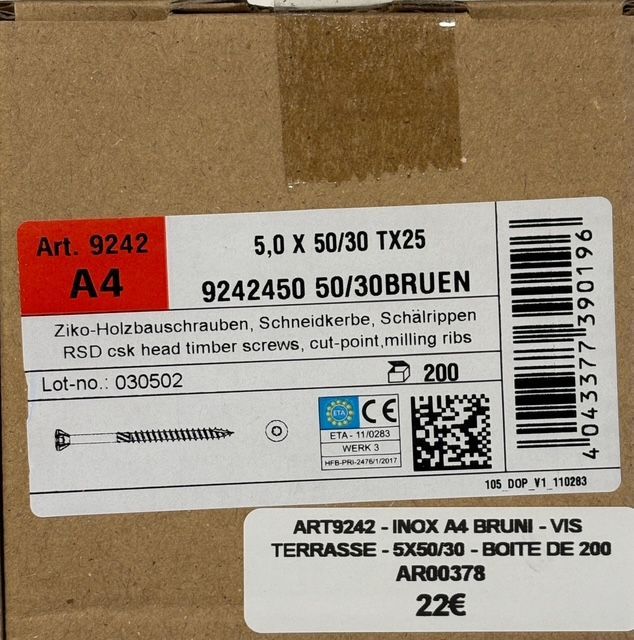 Art. 9242
A4
5,0 X 50/30 TX25
9242450 50/30BRUEN
Ziko-Holzbauschrauben, Schneidkerbe, Schälrippen
RSD csk head timber screws, cut-point,milling ribs
Lot-no.: 030502
200
ETA
CE
ETA - 11/0283
WERK 3
HFB-PRI-2476/1/2017
105_DOP_V1_110283
4 043377 390196
ART9242 - INOX A4 BRUNI - VIS
TERRASSE - 5X50/30 - BOITE DE 200
AR00378
22€